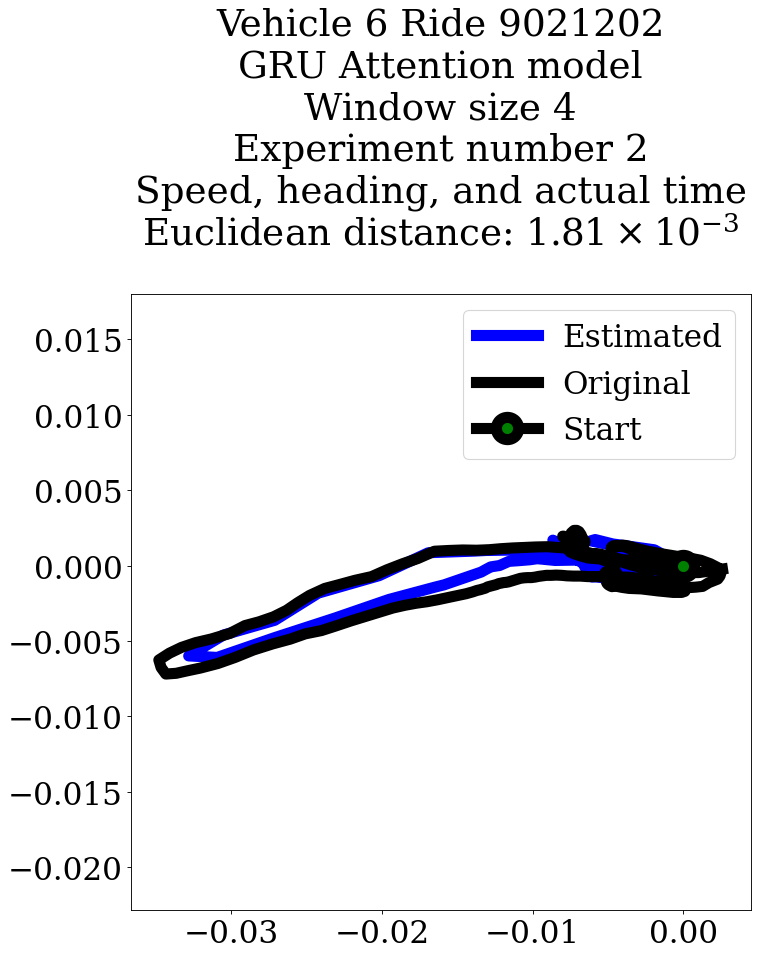 Vehicle 6 Ride 9021202
GRU Attention model
Window size 4
Experiment number 2
Speed, heading, and actual time
Euclidean distance: 1.81 × 10⁻³
Estimated
Original
Start
0.015
0.010
0.005
0.000
−0.005
−0.010
−0.015
−0.020
−0.03 −0.02 −0.01 0.00